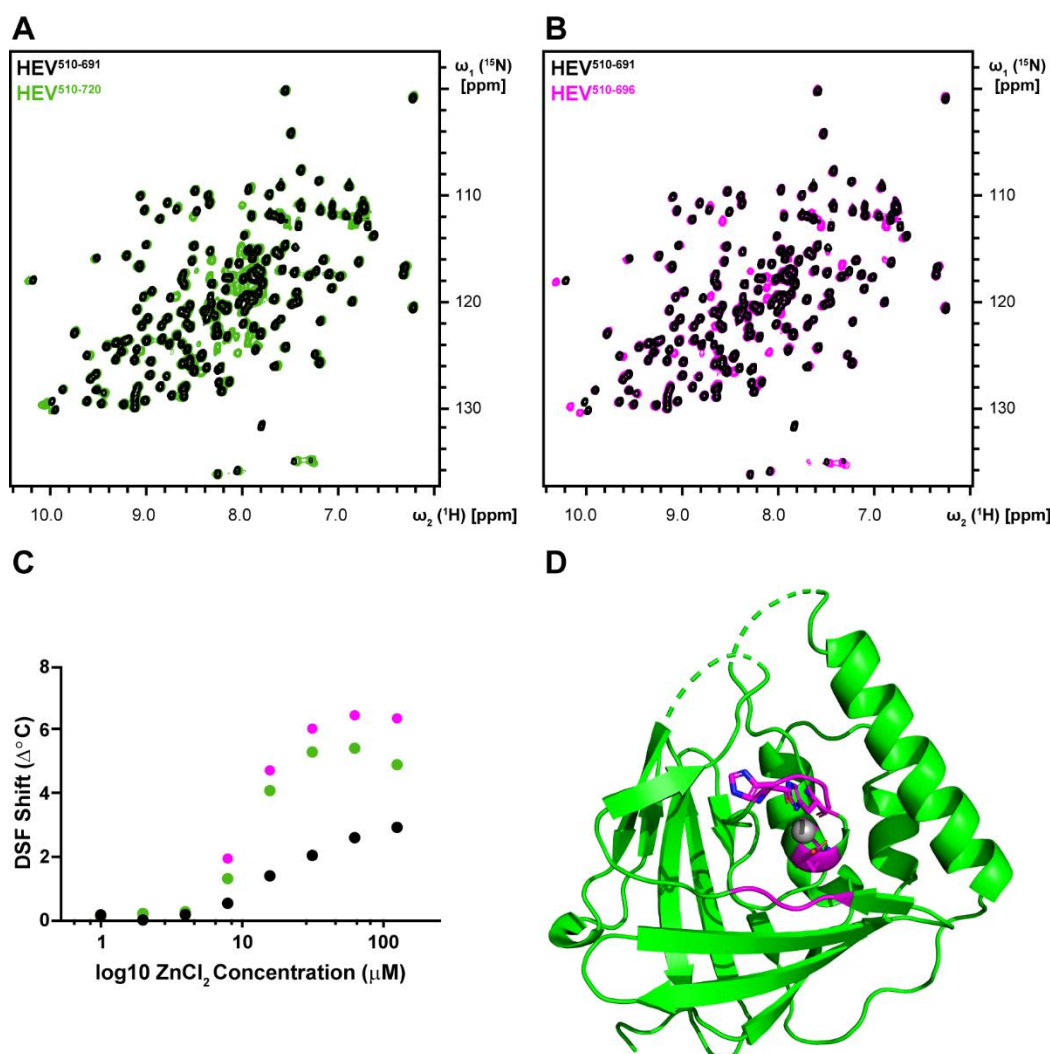 A
HEV510-691
HEV510-720
ω1 (15N)
[ppm]
110
120
130
10.0 9.0 8.0 7.0 ω2 (1H) [ppm]
B
HEV510-691
HEV510-696
ω1 (15N)
[ppm]
110
120
130
10.0 9.0 8.0 7.0 ω2 (1H) [ppm]
C
DSF Shift (Δ°C)
8
6
4
2
0
1 10 100
log10 ZnCl2 Concentration (μM)
D